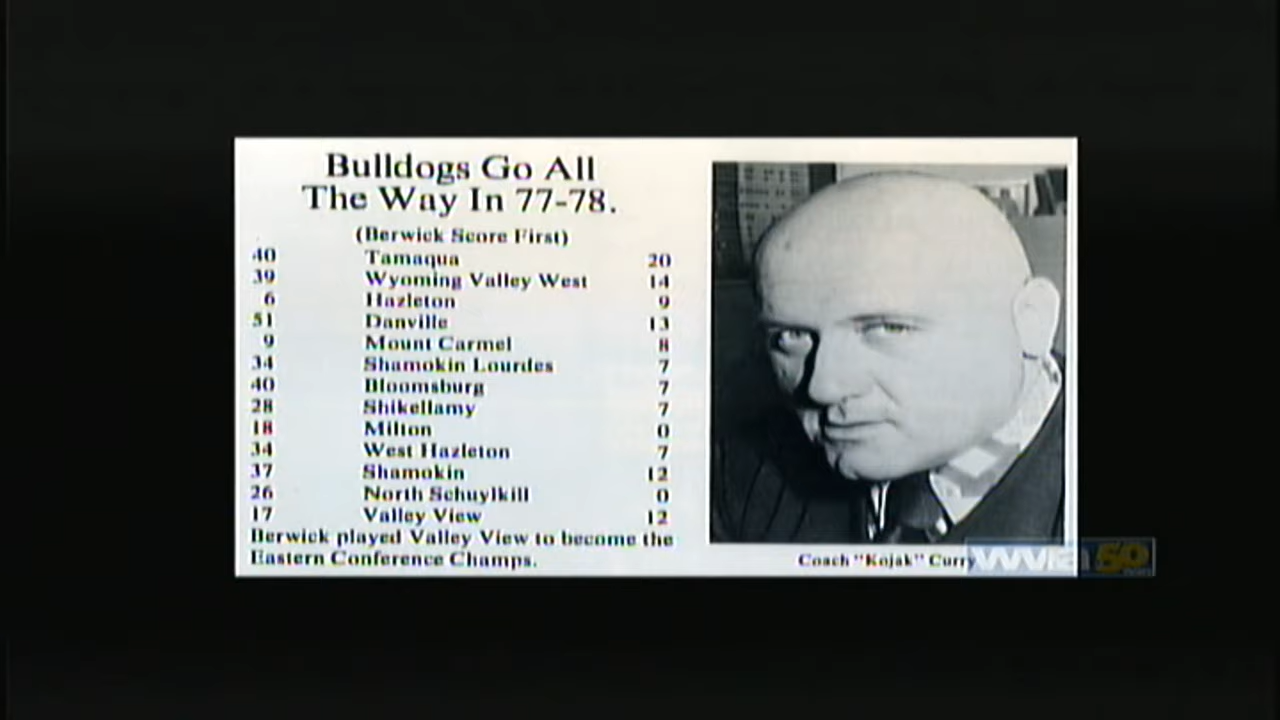 Bulldogs Go All
The Way In 77-78.
(Berwick Score First)
40 Tamaqua 20
39 Wyoming Valley West 14
6 Hazleton 9
51 Danville 13
9 Mount Carmel 8
34 Shamokin Lourdes 7
40 Bloomsburg 7
28 Shikellamy 7
18 Milton 0
34 West Hazleton 7
37 Shamokin 12
26 North Schuylkill 0
17 Valley View 12
Berwick played Valley View to become the
Eastern Conference Champs.
Coach "Kojak" Curry
WVIA 50